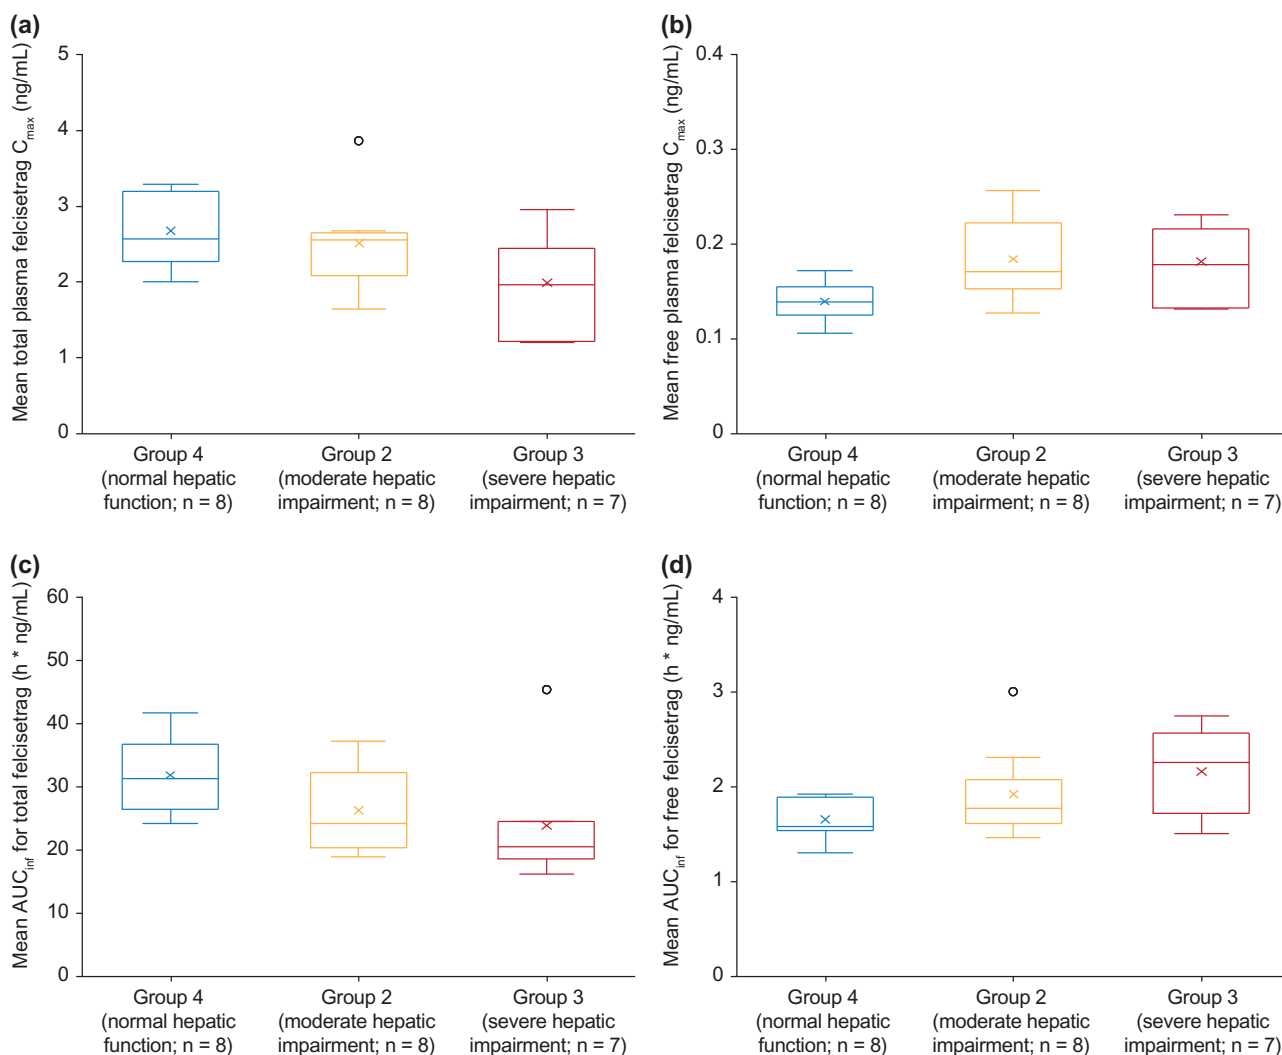 (a)
Mean total plasma felcisetrag Cmax (ng/mL)
5
4
3
2
1
0
Group 4
(normal hepatic
function; n = 8)
Group 2
(moderate hepatic
impairment; n = 8)
Group 3
(severe hepatic
impairment; n = 7)
(b)
Mean free plasma felcisetrag Cmax (ng/mL)
0.4
0.3
0.2
0.1
0
Group 4
(normal hepatic
function; n = 8)
Group 2
(moderate hepatic
impairment; n = 8)
Group 3
(severe hepatic
impairment; n = 7)
(c)
Mean AUCinf for total felcisetrag (h * ng/mL)
60
50
40
30
20
10
0
Group 4
(normal hepatic
function; n = 8)
Group 2
(moderate hepatic
impairment; n = 8)
Group 3
(severe hepatic
impairment; n = 7)
(d)
Mean AUCinf for free felcisetrag (h * ng/mL)
4
3
2
1
0
Group 4
(normal hepatic
function; n = 8)
Group 2
(moderate hepatic
impairment; n = 8)
Group 3
(severe hepatic
impairment; n = 7)